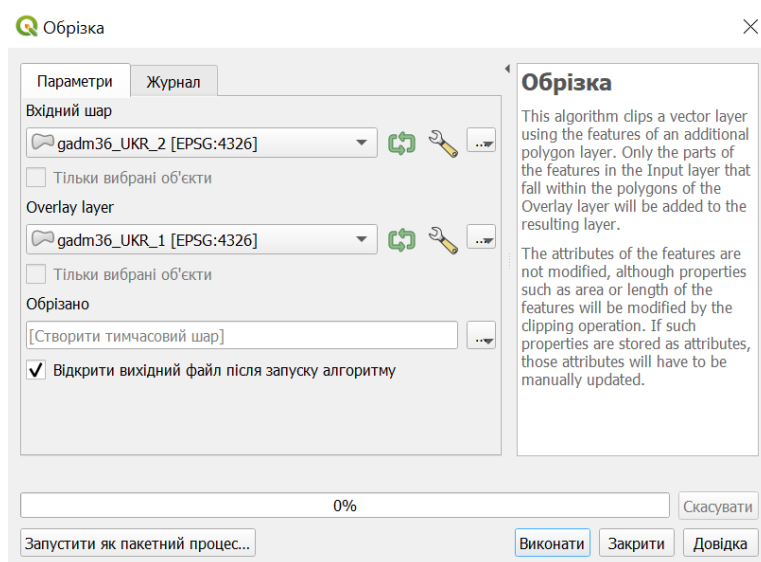 Обрізка
Параметри
Журнал
Вхідний шар
gadm36_UKR_2 [EPSG:4326]
...
Тільки вибрані об'єкти
Overlay layer
gadm36_UKR_1 [EPSG:4326]
...
Тільки вибрані об'єкти
Обрізано
[Створити тимчасовий шар]
...
Відкрити вихідний файл після запуску алгоритму
Обрізка
This algorithm clips a vector layer
using the features of an additional
polygon layer. Only the parts of
the features in the Input layer that
fall within the polygons of the
Overlay layer will be added to the
resulting layer.
The attributes of the features are
not modified, although properties
such as area or length of the
features will be modified by the
clipping operation. If such
properties are stored as attributes,
those attributes will have to be
manually updated.
0%
Скасувати
Запустити як пакетний процес...
Виконати
Закрити
Довідка